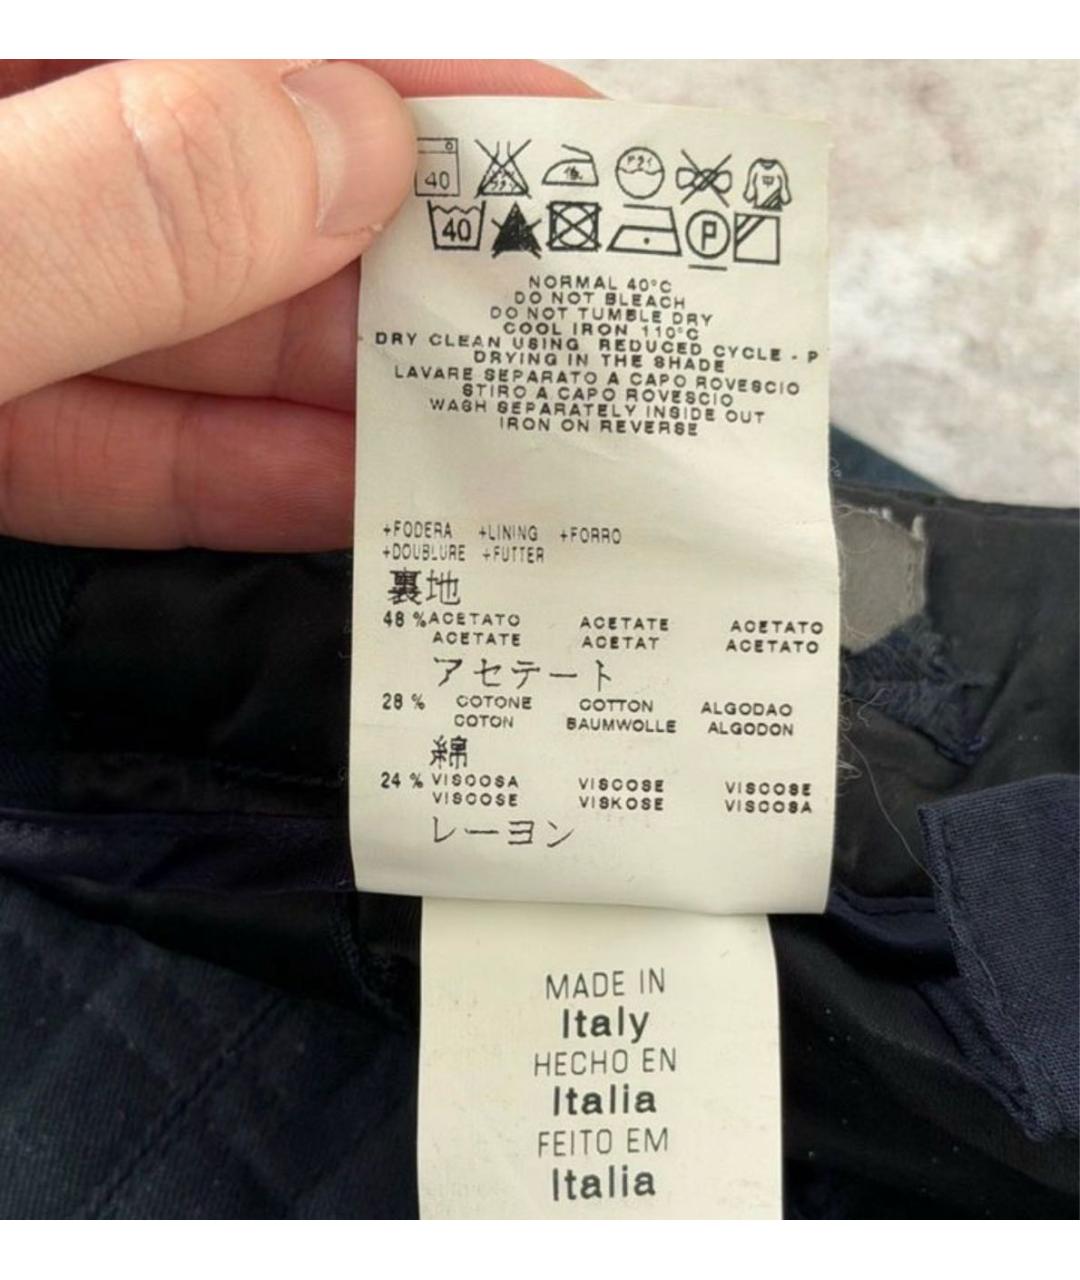 40
40 P
NORMAL 40°C
DO NOT BLEACH
DO NOT TUMBLE DRY
COOL IRON 110°C
DRY CLEAN USING REDUCED CYCLE - P
DRYING IN THE SHADE
LAVARE SEPARATO A CAPO ROVESCIO
STIRO A CAPO ROVESCIO
WASH SEPARATELY INSIDE OUT
IRON ON REVERSE
+FODERA +LINING +FORRO
+DOUBLURE +FUTTER
裏地
48 % ACETATO ACETATE ACETATO
ACETATE ACETAT ACETATO
アセテート
28 % COTONE COTTON ALGODAO
COTON BAUMWOLLE ALGODON
綿
24 % VISCOSA VISCOSE VISCOSE
VISCOSE VISKOSE VISCOSA
レーヨン
MADE IN
Italy
HECHO EN
Italia
FEITO EM
Italia